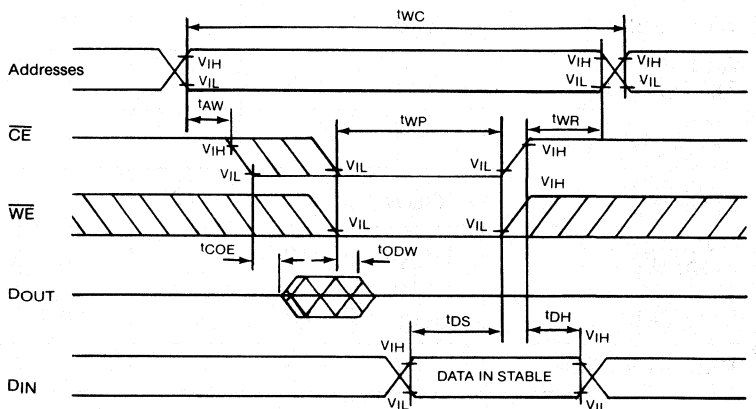 tWC
Addresses
VIH
VIL
VIH
VIL
VIH
VIL
tAW
tWP
tWR
CE
VIH
VIL
VIL
VIL
VIH
WE
VIL
VIL
tCOE
tODW
DOUT
tDS
tDH
VIH
VIH
DIN
DATA IN STABLE
VIL
VIL